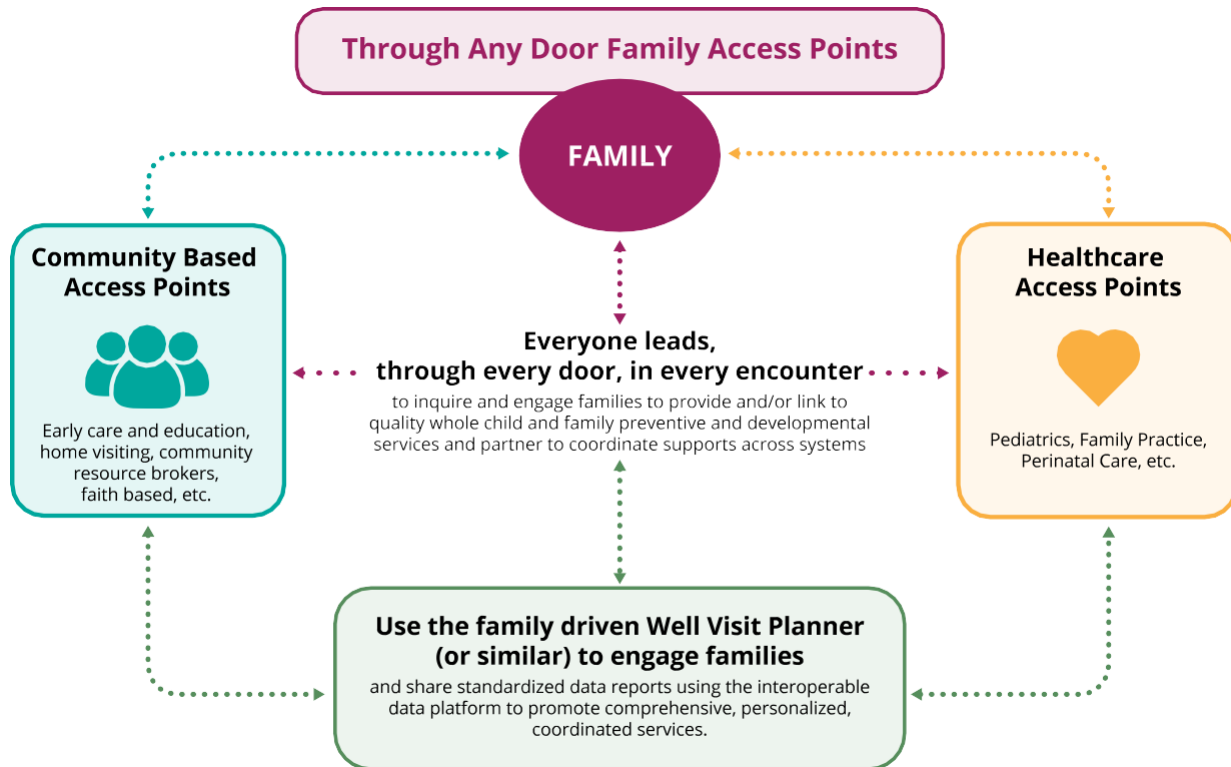 Through Any Door Family Access Points
FAMILY
Community Based
Access Points
Early care and education,
home visiting, community
resource brokers,
faith based, etc.
Everyone leads,
through every door, in every encounter
to inquire and engage families to provide and/or link to
quality whole child and family preventive and developmental
services and partner to coordinate supports across systems
Healthcare
Access Points
Pediatrics, Family Practice,
Perinatal Care, etc.
Use the family driven Well Visit Planner
(or similar) to engage families
and share standardized data reports using the interoperable
data platform to promote comprehensive, personalized,
coordinated services.